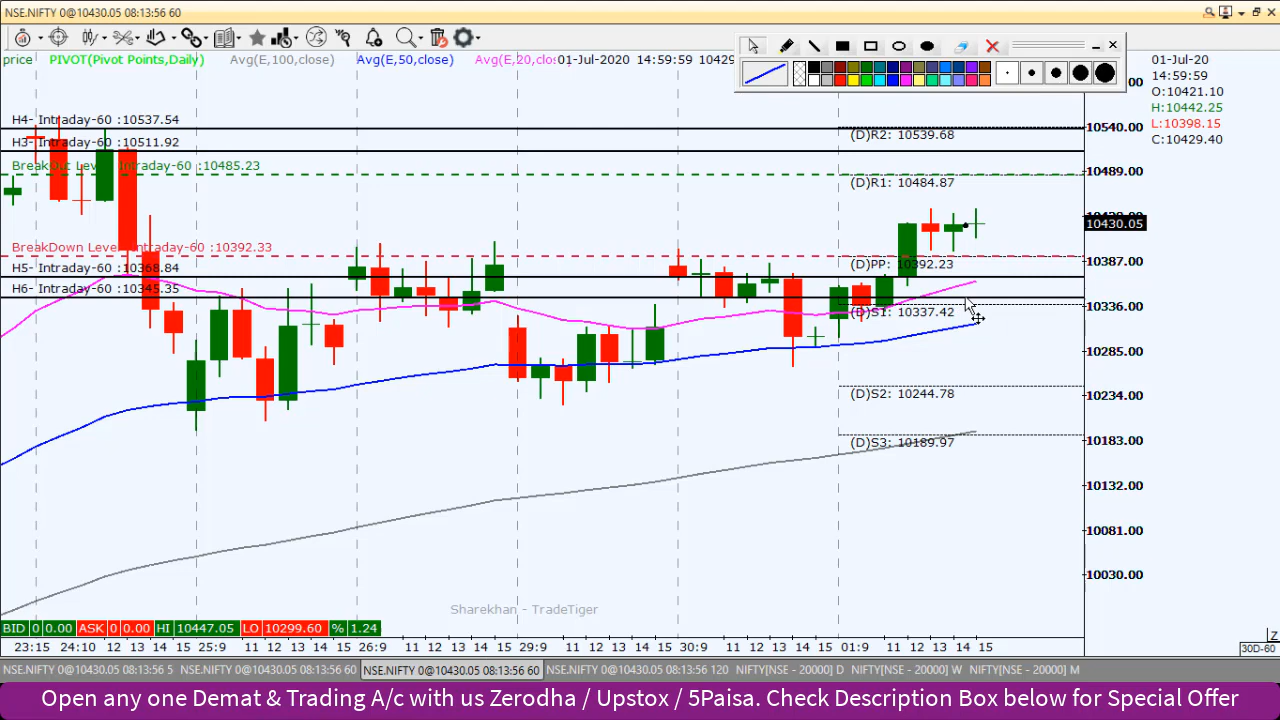 NSE.NIFTY 0@10430.05 08:13:56 60
price PIVOT(Pivot Points,Daily) Avg(E,100,close) Avg(E,50,close) Avg(E,20,clos 01-Jul-2020 14:59:59
01-Jul-20
14:59:59
O:10421.10
H:10442.25
L:10398.15
C:10429.40
H4- Intraday-60 :10537.54
(D)R2: 10539.68
10540.00
H3- Intraday-60 :10511.92
Intraday-60 :10485.23
(D)R1: 10484.87
10489.00
10430.05
BreakDown Level Intraday-60 :10392.33
(D)PP: 10392.23
10387.00
H5- Intraday-60 :10368.84
H6- Intraday-60 :10345.35
(D)S1: 10337.42
10336.00
10285.00
(D)S2: 10244.78
10234.00
(D)S3: 10189.97
10183.00
10132.00
10081.00
10030.00
Sharekhan - TradeTiger
BID 0 0.00 ASK 0 0.00 HI 10447.05 LO 10299.60 % 1.24
23:15 24:10 12 13 14 15 25:9 11 12 13 14 15 26:9 11 12 13 14 15 29:9 11 12 13 14 15 30:9 11 12 13 14 15 01:9 11 12 13 14 15
Z
30D-60
NSE.NIFTY 0@10430.05 08:13:56 5 NSE.NIFTY 0@10430.05 08:13:56 60 NSE.NIFTY 0@10430.05 08:13:56 60 NSE.NIFTY 0@10430.05 08:13:56 120 NIFTY[NSE - 20000] D NIFTY[NSE - 20000] W NIFTY[NSE - 20000] M
Open any one Demat & Trading A/c with us Zerodha / Upstox / 5Paisa. Check Description Box below for Special Offer